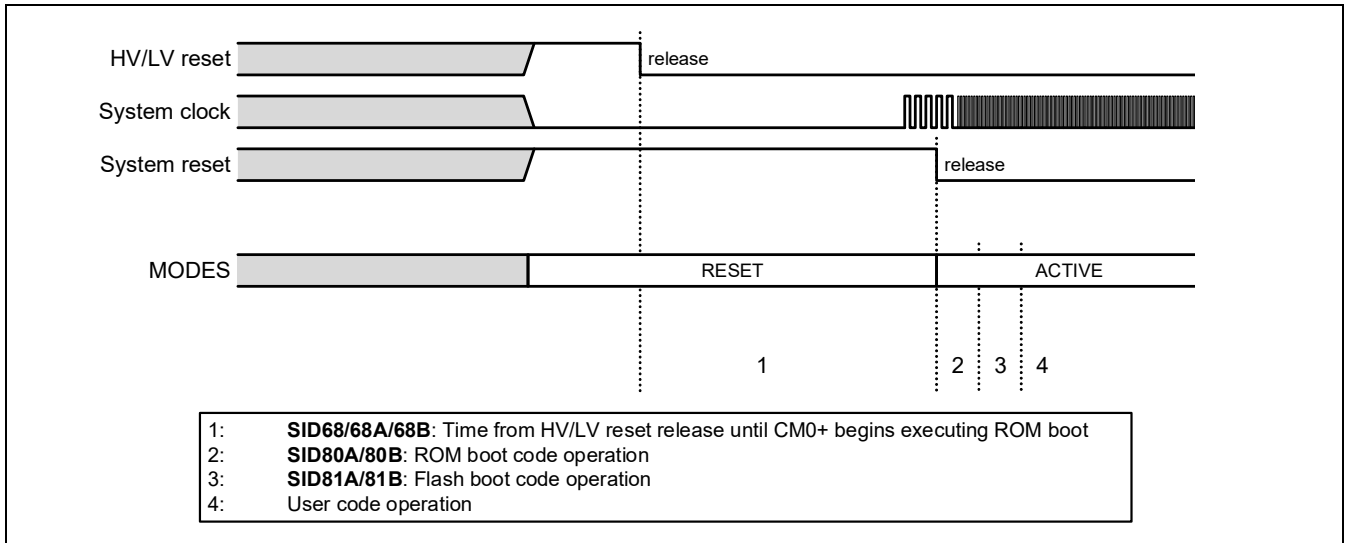 HV/LV reset
release
System clock
System reset
release
MODES
RESET
ACTIVE
1
2
3
4
1: SID68/68A/68B: Time from HV/LV reset release until CM0+ begins executing ROM boot
2: SID80A/80B: ROM boot code operation
3: SID81A/81B: Flash boot code operation
4: User code operation